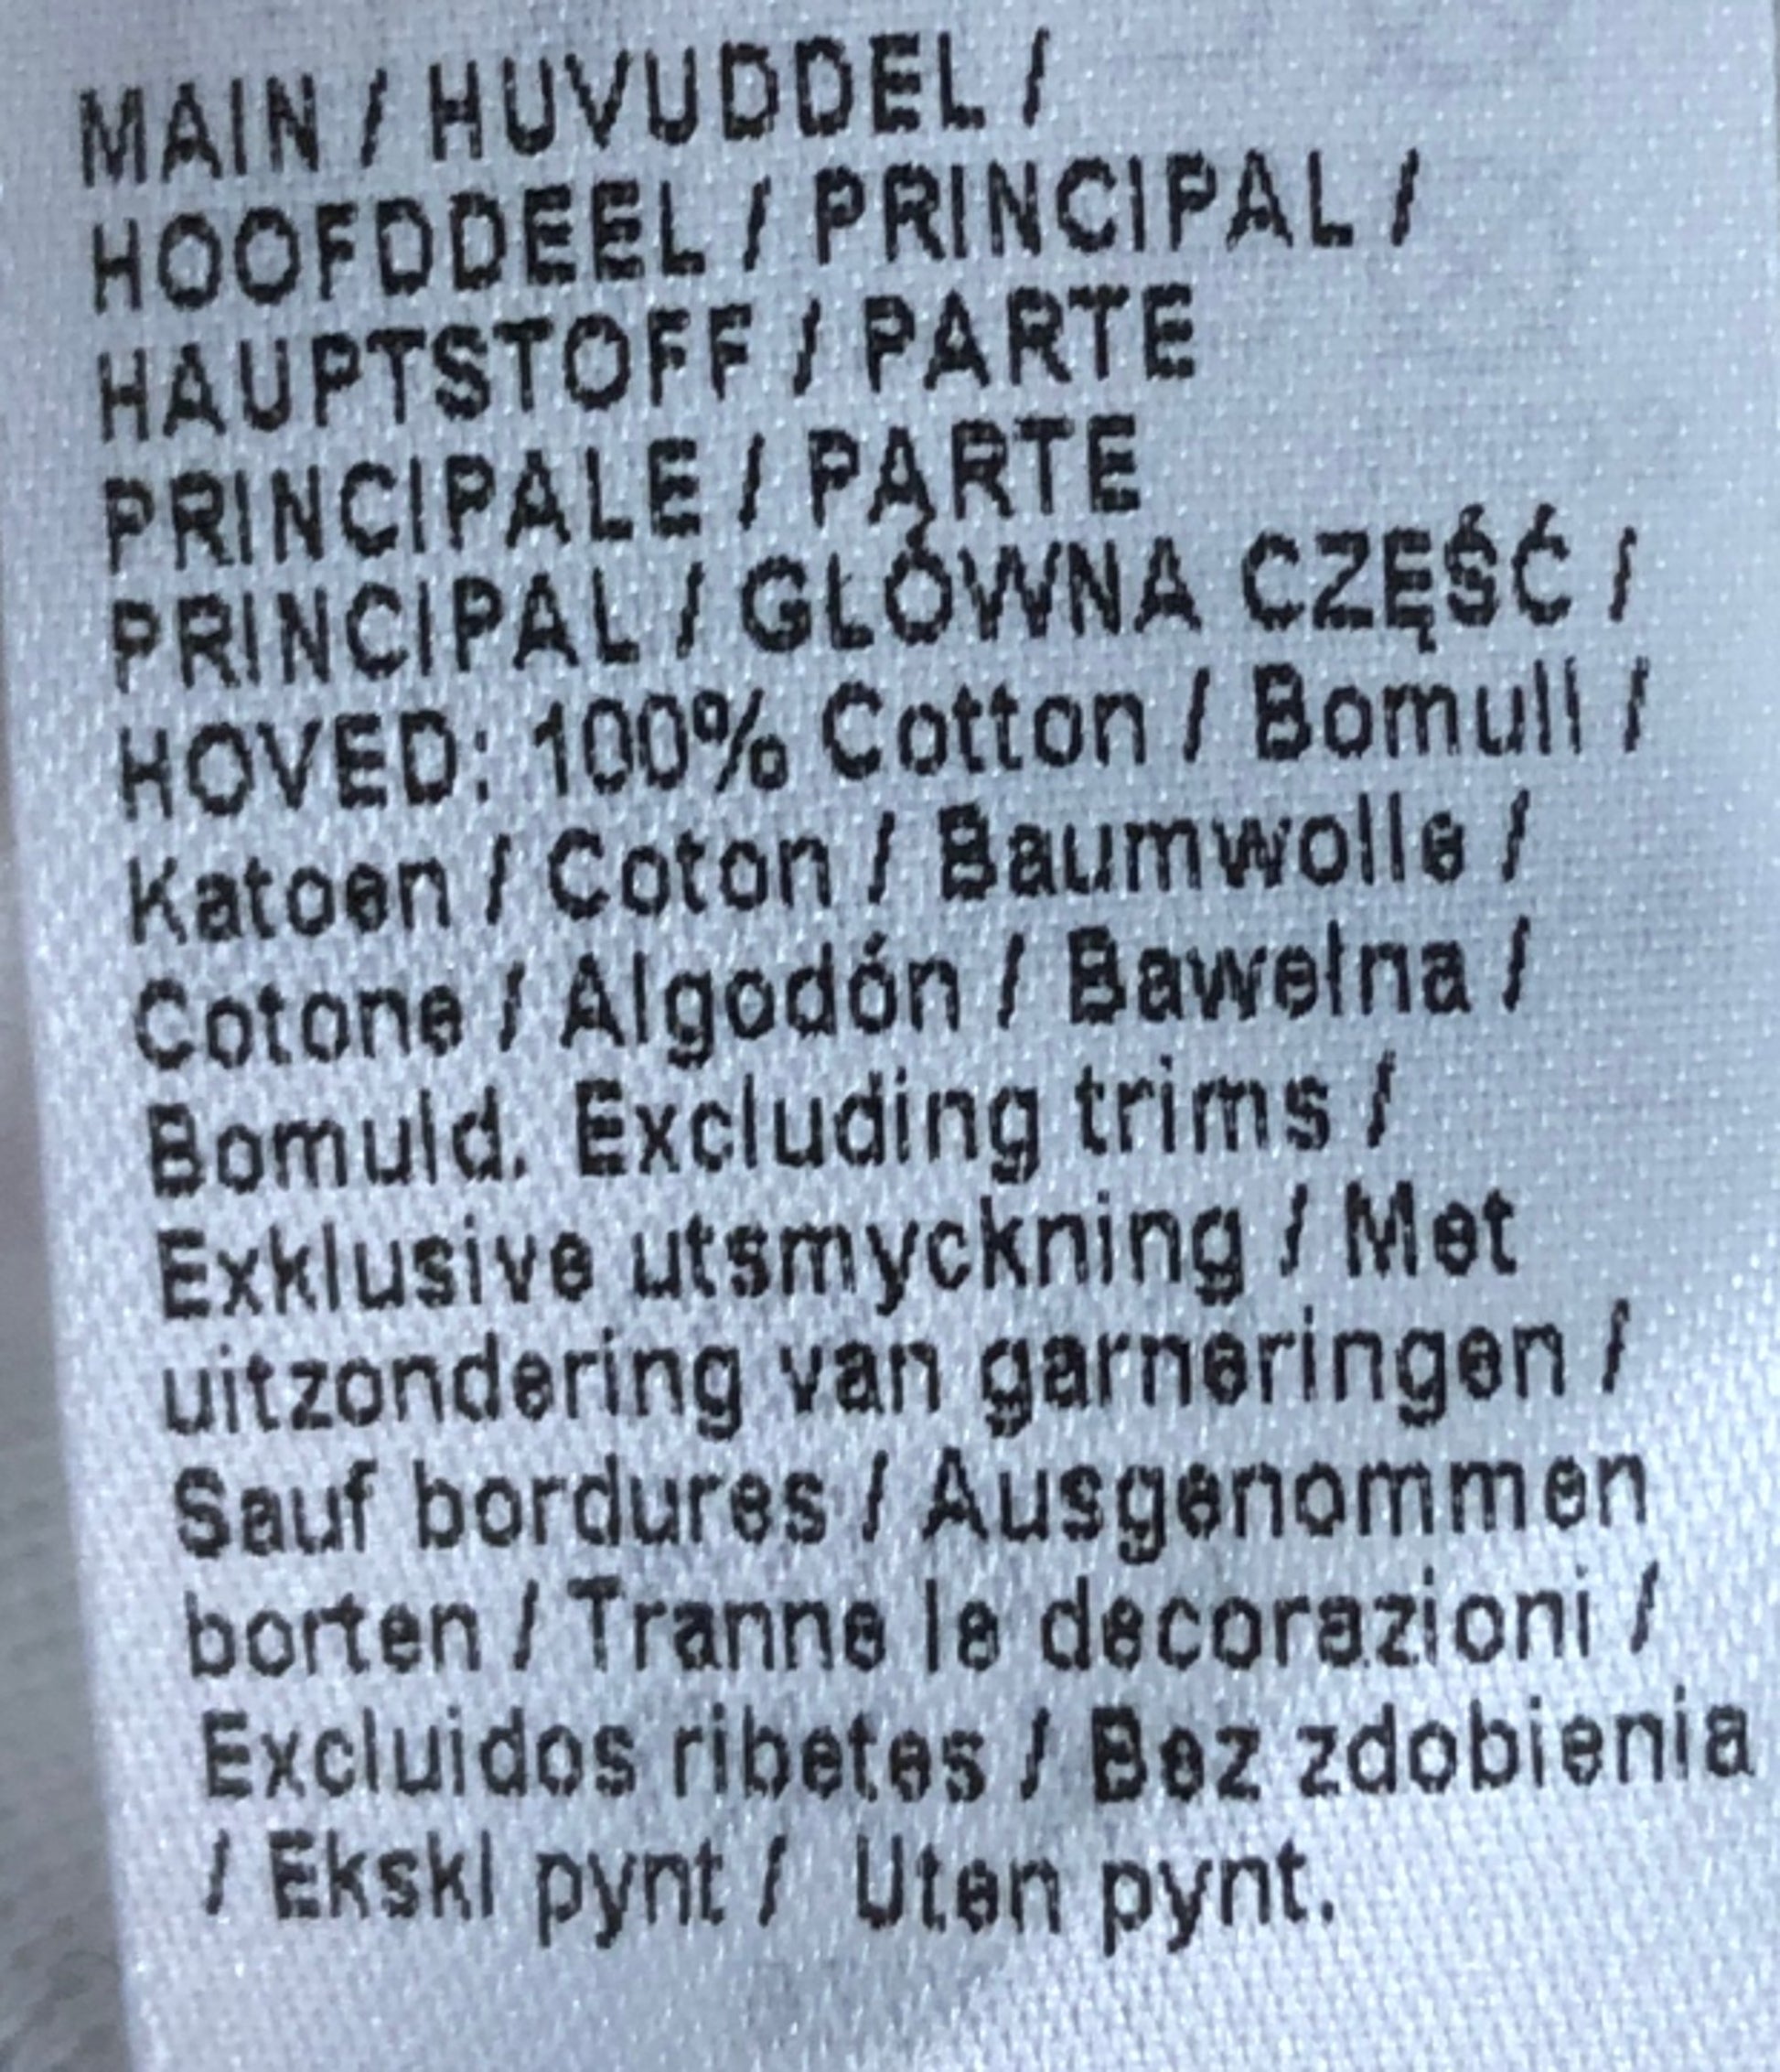 MAIN / HUVUDDEL /
HOOFDDEEL / PRINCIPAL /
HAUPTSTOFF / PARTE
PRINCIPALE / PARTE
PRINCIPAL / GŁÓWNA CZĘŚĆ /
HOVED: 100% Cotton / Bomull /
Katoen / Coton / Baumwolle /
Cotone / Algodón / Bawełna /
Bomuld. Excluding trims /
Exklusive utsmyckning / Met
uitzondering van garneringen /
Sauf bordures / Ausgenommen
borten / Tranne le decorazioni /
Excluidos ribetes / Bez zdobienia
/ Ekskl pynt / Uten pynt.